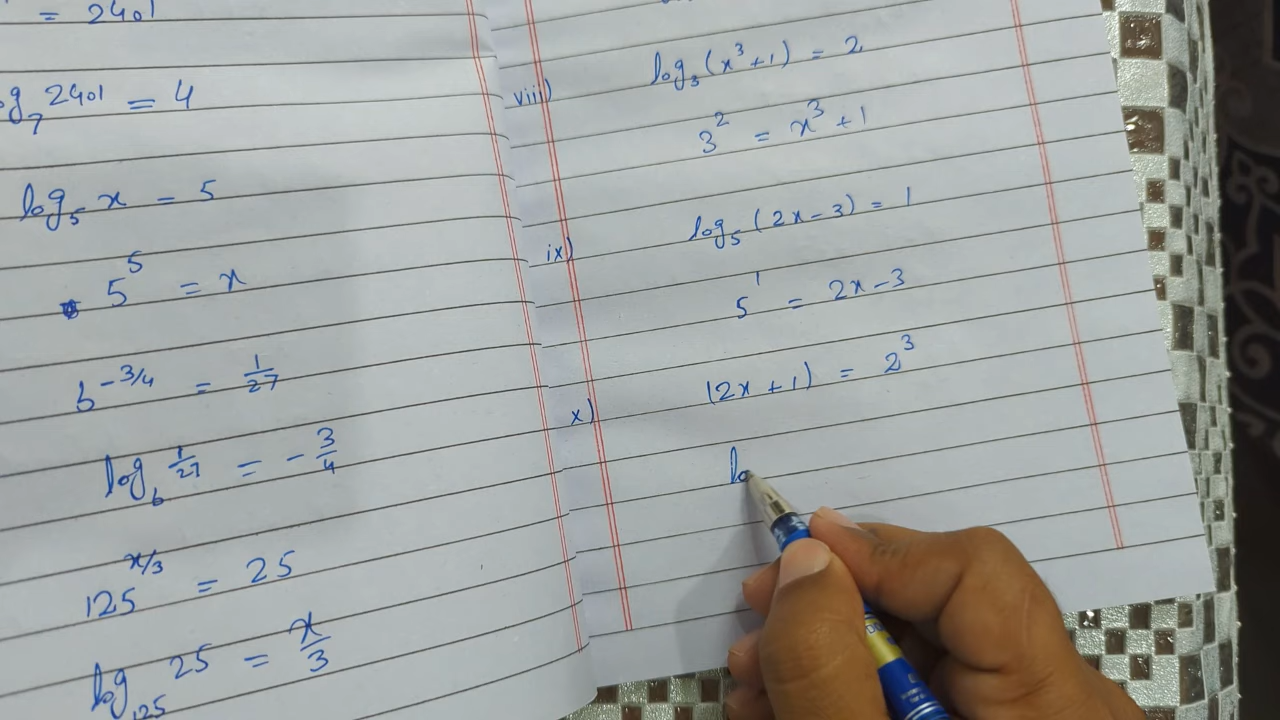 = 2401
log₇ 2401 = 4
log₅ x = 5
5⁵ = x
b^-3/4 = 1/27
log_b 1/27 = -3/4
125^x/3 = 25
log₁₂₅ 25 = x/3
viii) log₃(x³+1) = 2
3² = x³+1
ix) log₅(2x-3) = 1
5¹ = 2x-3
x) (2x+1) = 2³
lo